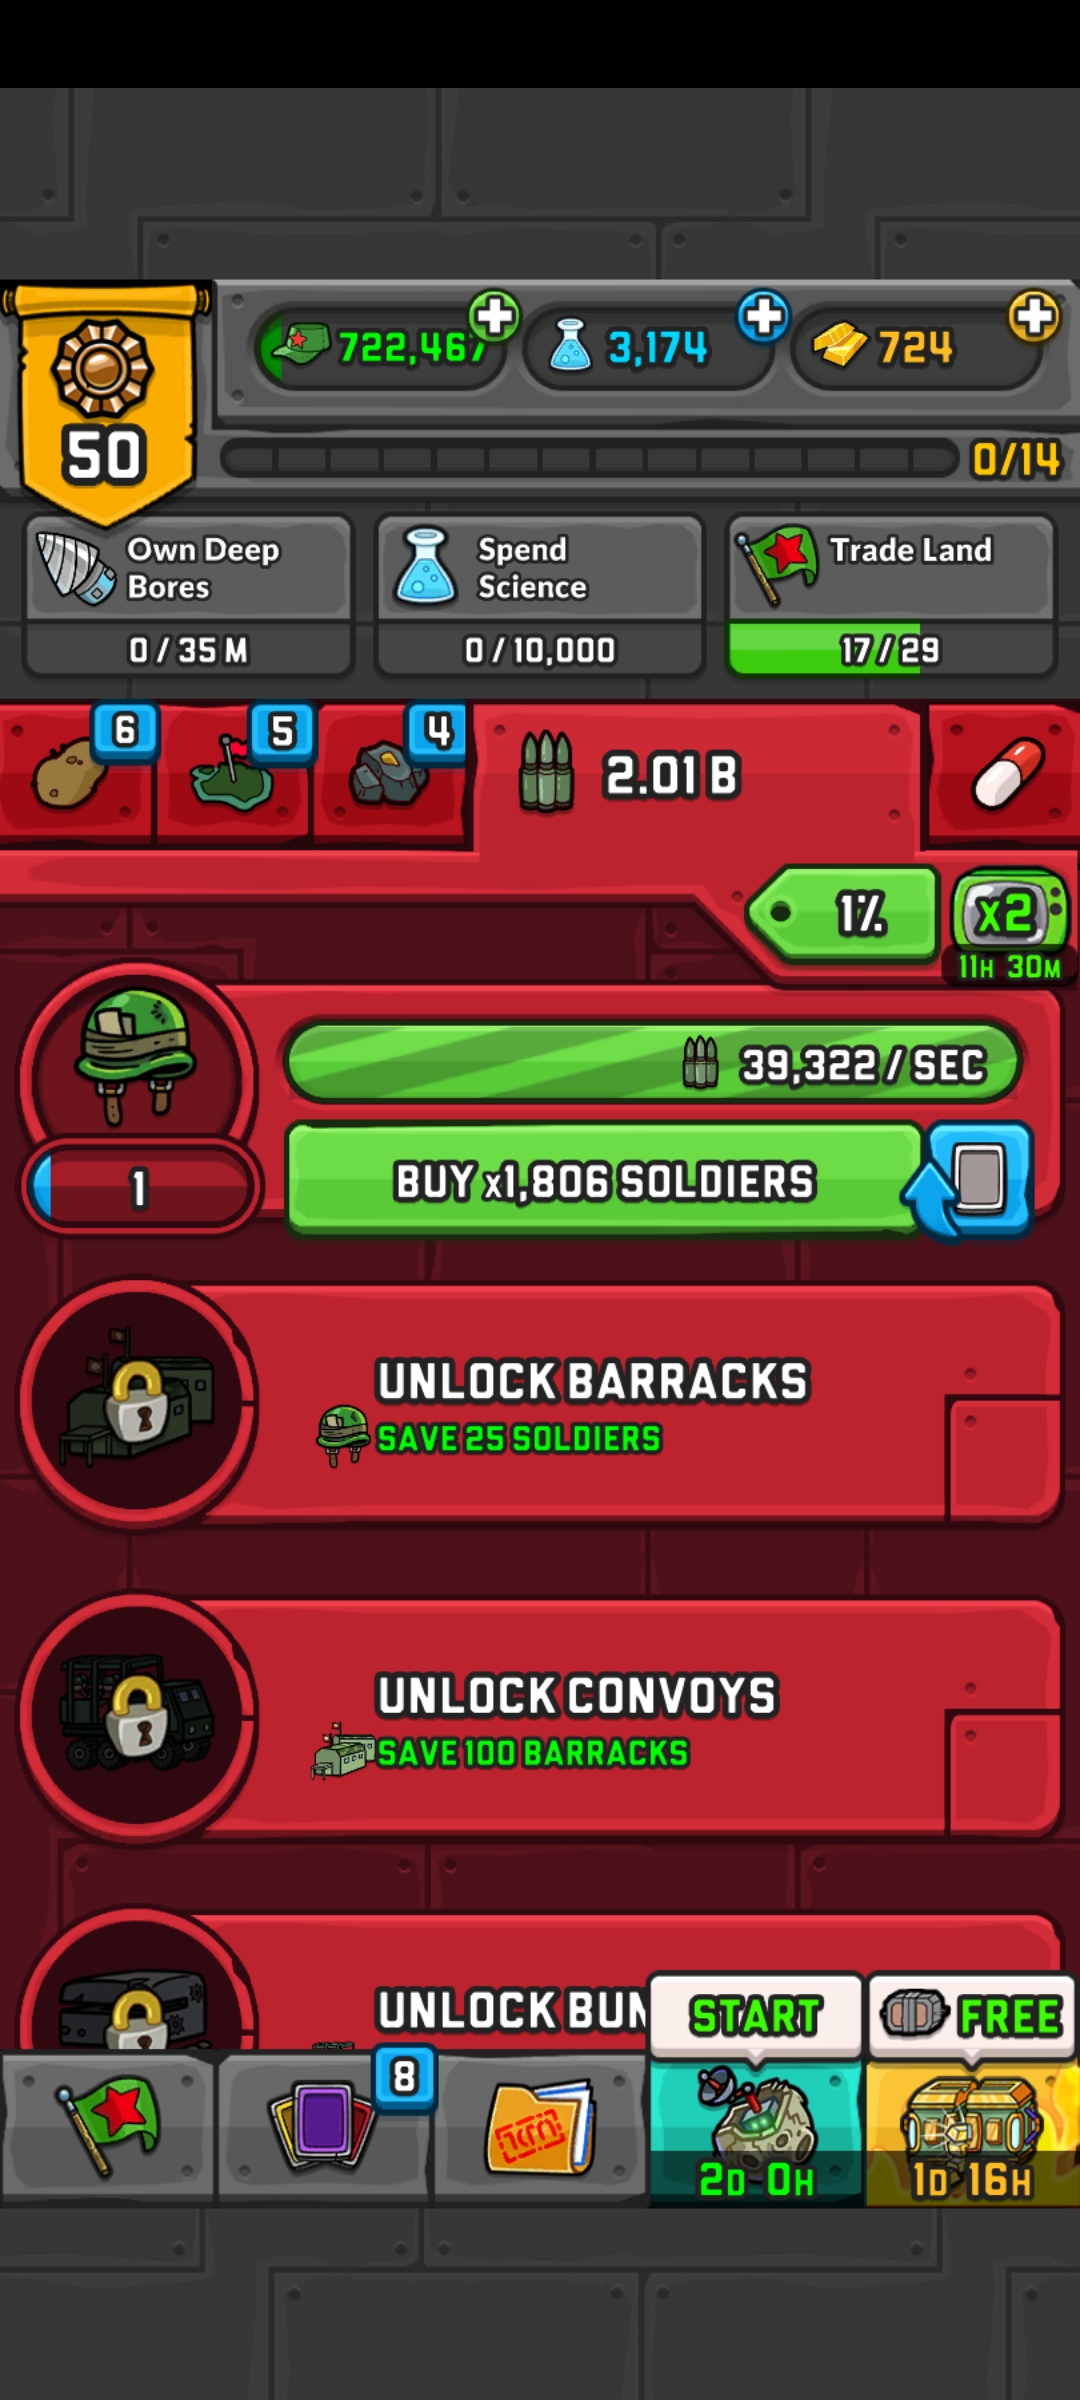 722,467
3,174
724
50
0/14
Own Deep
Bores
0 / 35 M
Spend
Science
0 / 10,000
Trade Land
17 / 29
6
5
4
2.01 B
1%
x2
11H 30M
39,322 / SEC
1
BUY x1,806 SOLDIERS
UNLOCK BARRACKS
SAVE 25 SOLDIERS
UNLOCK CONVOYS
SAVE 100 BARRACKS
UNLOCK BUN
START
FREE
8
2D 0H
1D 16H